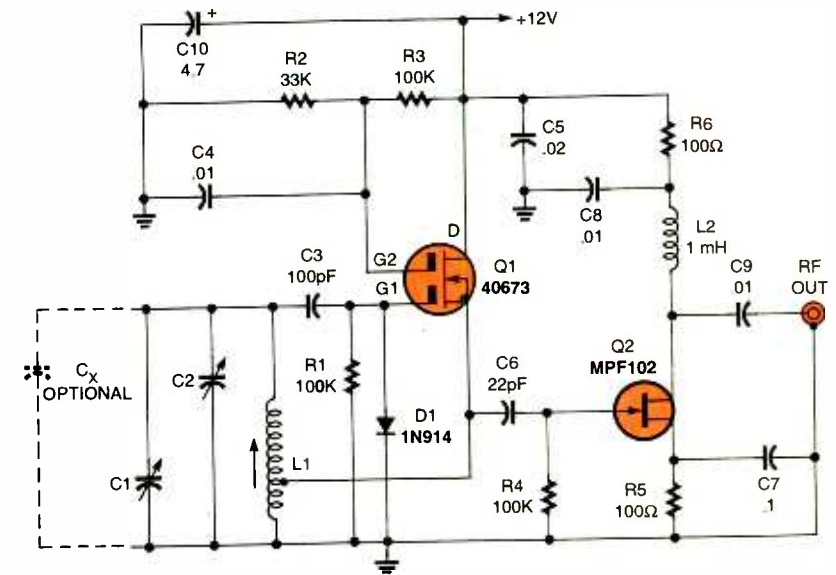 +12V
+
C10
4.7
R2
33K
R3
100K
C4
.01
C5
.02
R6
100Ω
C8
.01
L2
1 mH
D
G2
G1
Q1
40673
C3
100pF
C9
01
RF
OUT
CX
OPTIONAL
C2
R1
100K
C6
22pF
Q2
MPF102
D1
1N914
C1
L1
R4
100K
R5
100Ω
C7
.1